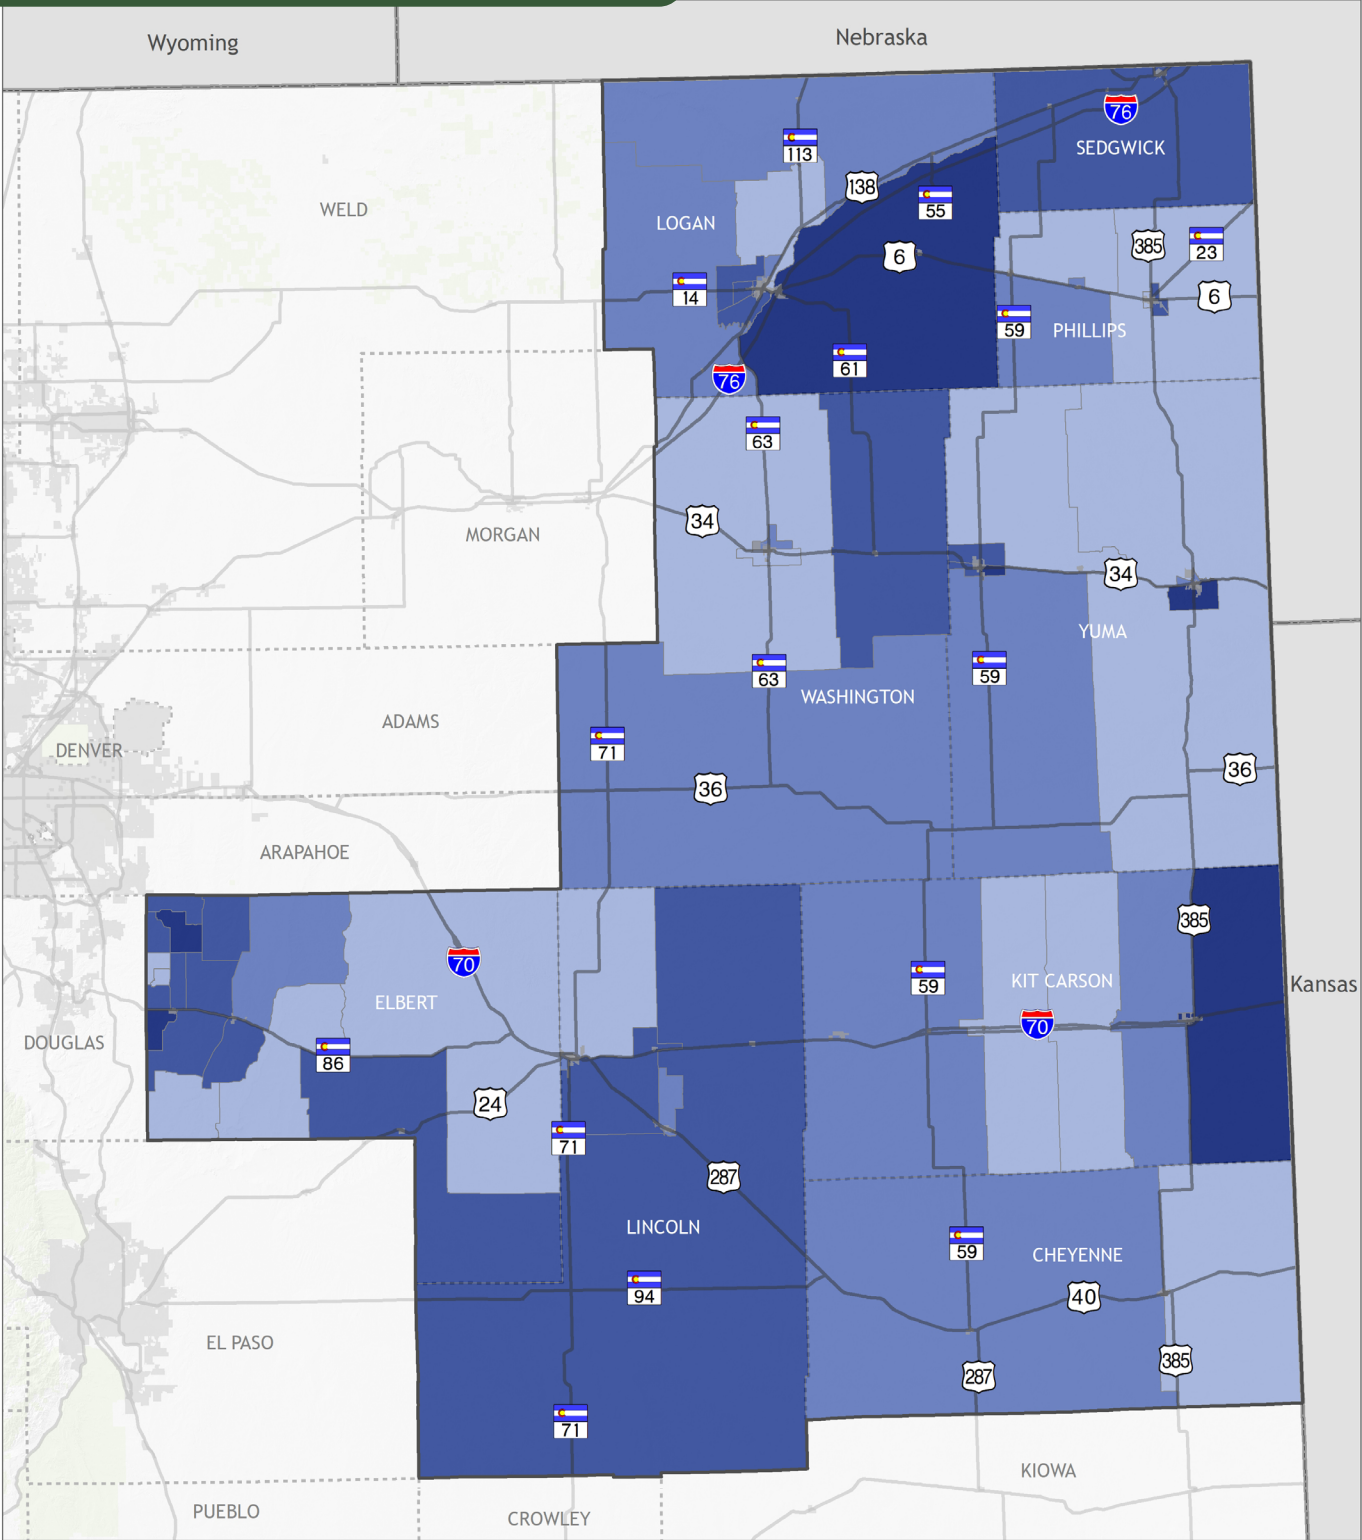 Wyoming
Nebraska
76
SEDGWICK
113
138
55
WELD
LOGAN
385
23
6
14
6
59
PHILLIPS
61
76
63
34
MORGAN
34
YUMA
63
59
WASHINGTON
ADAMS
71
DENVER
36
36
ARAPAHOE
385
70
59
KIT CARSON
Kansas
ELBERT
70
DOUGLAS
86
24
71
287
LINCOLN
59
CHEYENNE
94
40
EL PASO
385
287
71
KIOWA
PUEBLO
CROWLEY